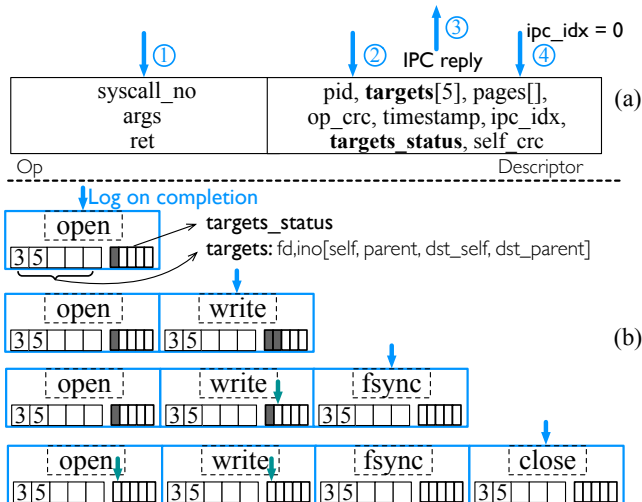 ① ② ③ ④ ipc_idx = 0
IPC reply
syscall_no
args
ret
pid, targets[5], pages[],
op_crc, timestamp, ipc_idx,
targets_status, self_crc
(a)
Op Descriptor
Log on completion
open
3 5
targets_status
targets: fd,ino[self, parent, dst_self, dst_parent]
open write
3 5 3 5
(b)
open write fsync
3 5 3 5 3 5
open write fsync close
3 5 3 5 3 5 3 5